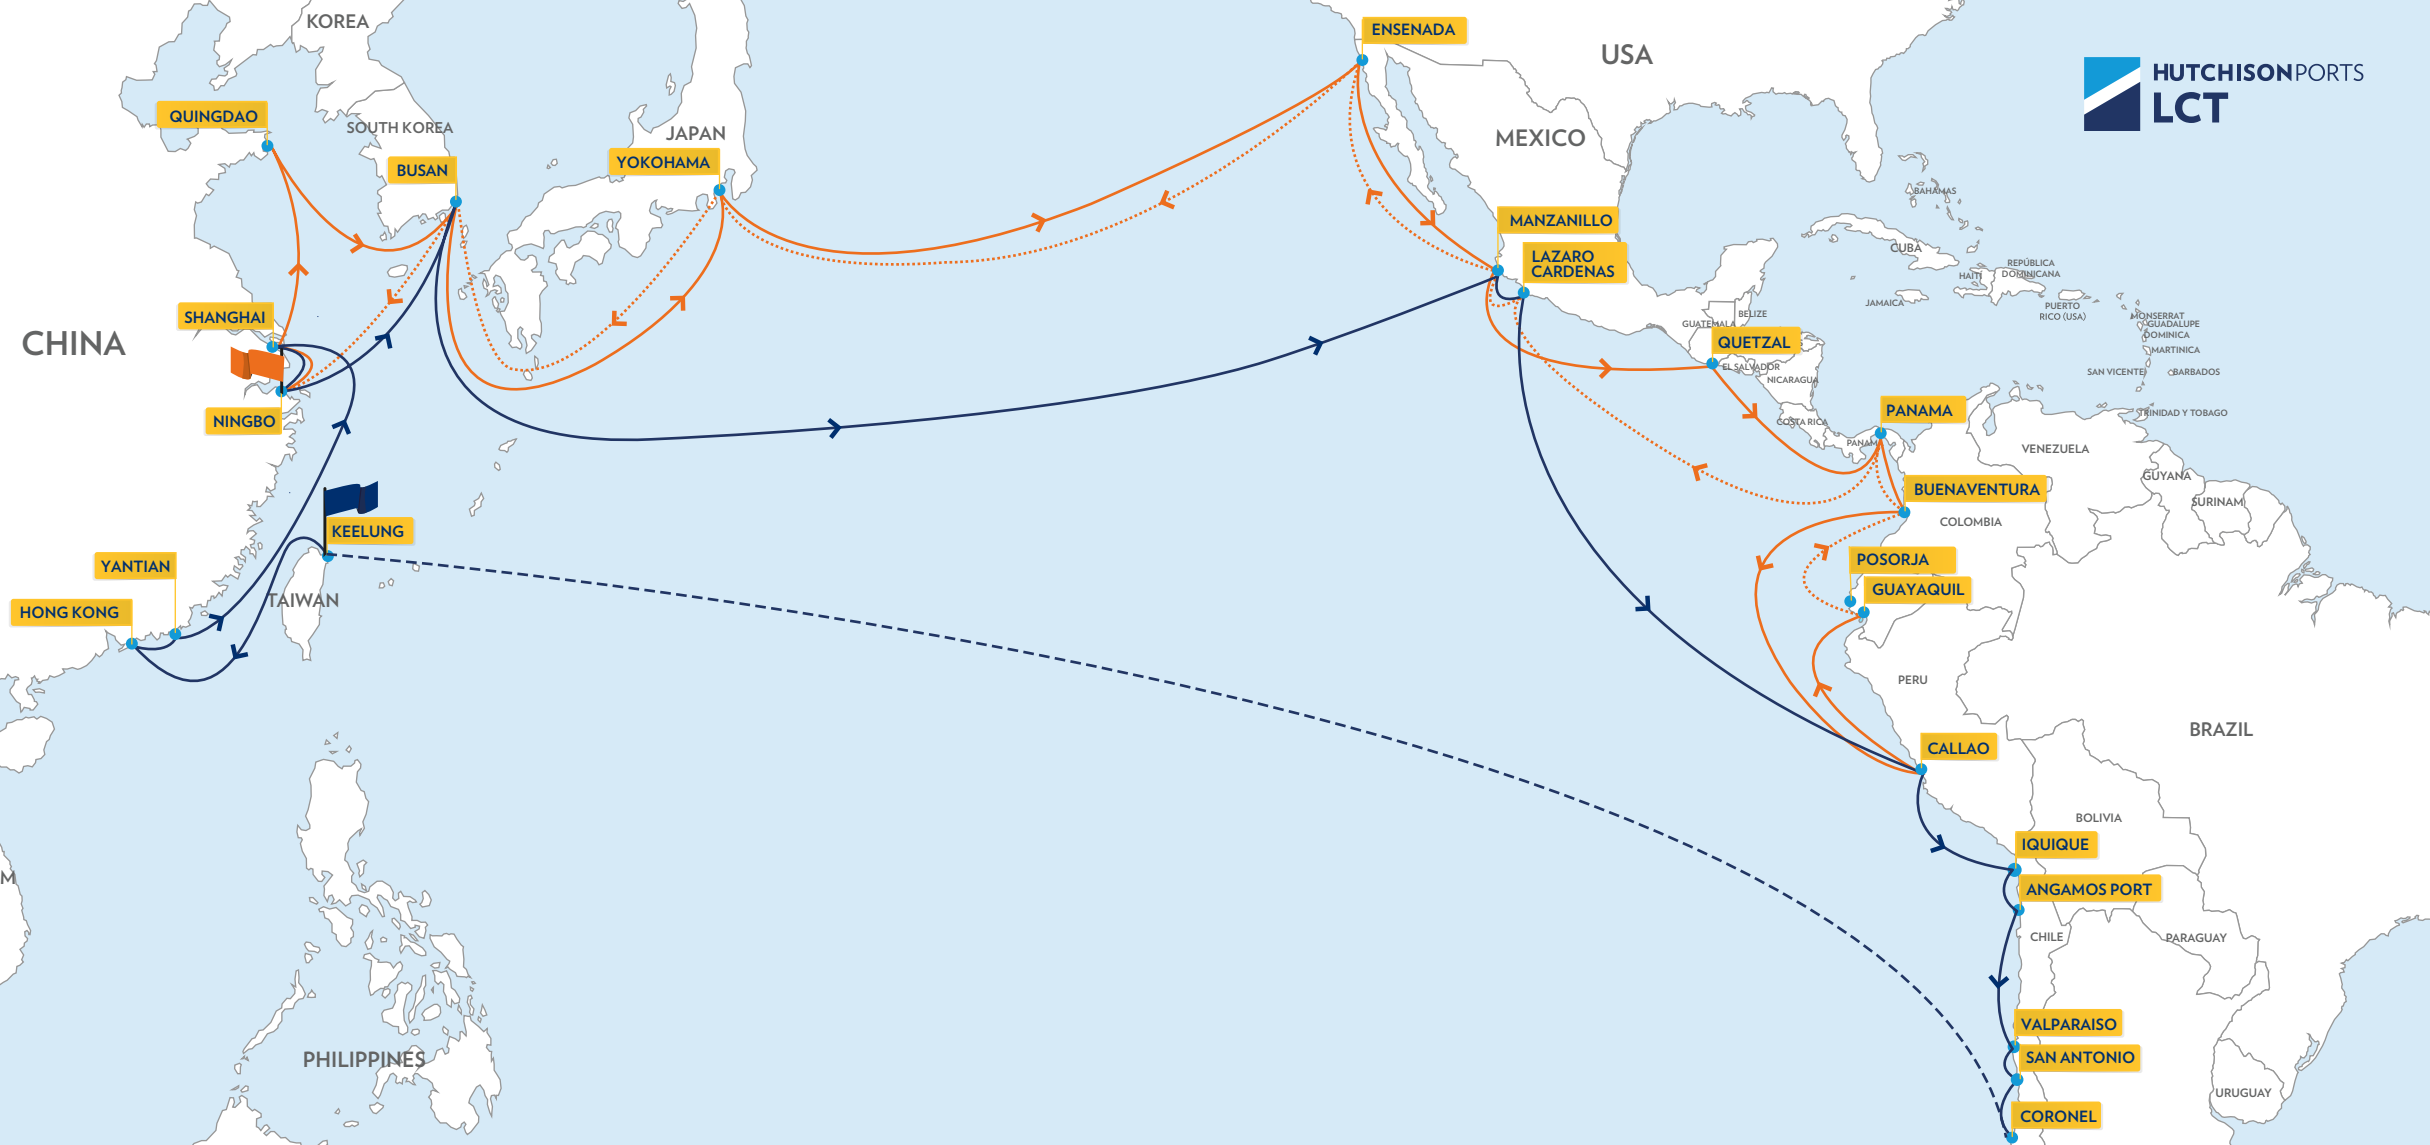 KOREA
ENSENADA
USA
HUTCHISONPORTS
LCT
QUINGDAO
SOUTH KOREA
JAPAN
MEXICO
BUSAN
YOKOHAMA
BAHAMAS
MANZANILLO
LAZARO
CARDENAS
CUBA
HAITI
REPÚBLICA
DOMINICANA
JAMAICA
PUERTO
RICO (USA)
SHANGHAI
CHINA
BELIZE
GUATEMALA
MONSERRAT
GUADALUPE
DOMINICA
MARTINICA
QUETZAL
EL SALVADOR
NICARAGUA
SAN VICENTE
BARBADOS
NINGBO
COSTA RICA
PANAMA
PANAM
TRINIDAD Y TOBAGO
VENEZUELA
GUYANA
SURINAM
BUENAVENTURA
COLOMBIA
KEELUNG
YANTIAN
POSORJA
GUAYAQUIL
HONG KONG
TAIWAN
PERU
BRAZIL
CALLAO
BOLIVIA
IQUIQUE
M
ANGAMOS PORT
CHILE
PARAGUAY
VALPARAISO
SAN ANTONIO
PHILIPPINES
URUGUAY
CORONEL